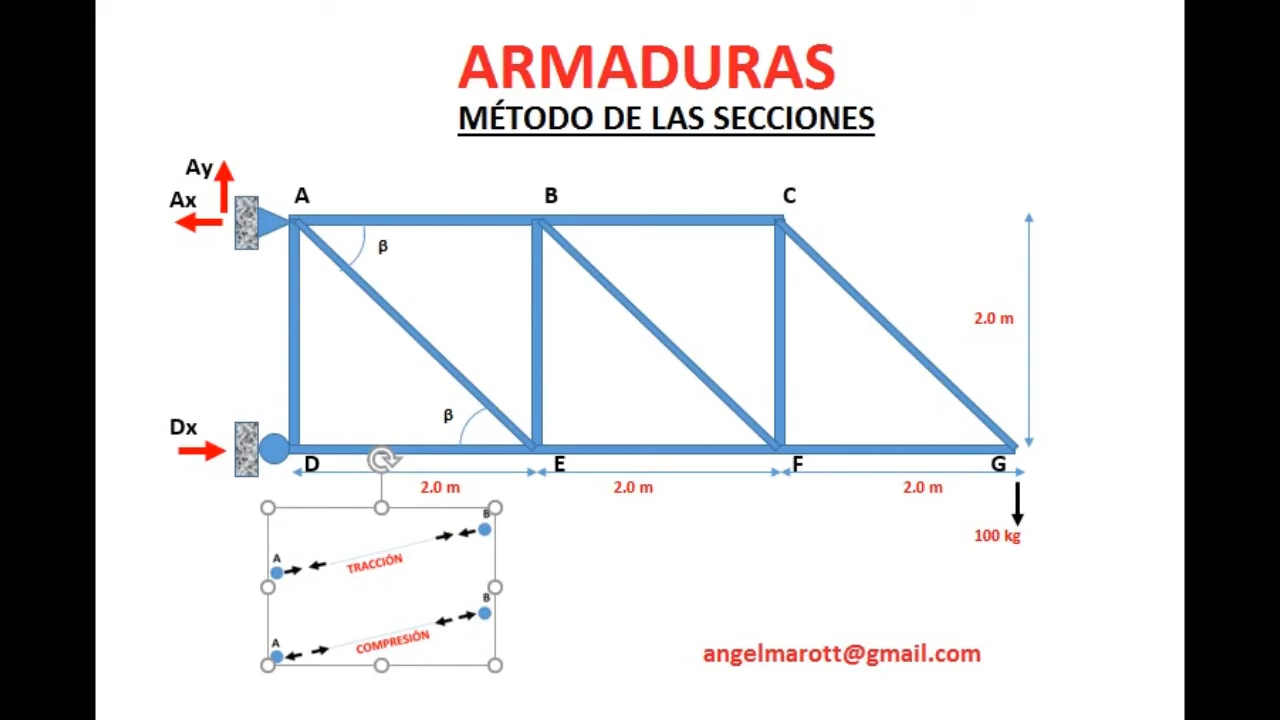 ARMADURAS
MÉTODO DE LAS SECCIONES
Ay
Ax
A
B
C
β
2.0 m
β
Dx
D
E
F
G
2.0 m
2.0 m
2.0 m
100 kg
B
A
TRACCIÓN
B
A
COMPRESIÓN
angelmarott@gmail.com